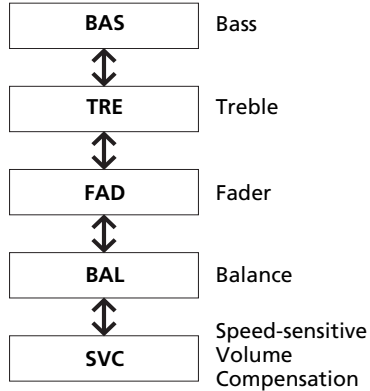 BAS Bass
TRE Treble
FAD Fader
BAL Balance
SVC Speed-sensitive
Volume
Compensation